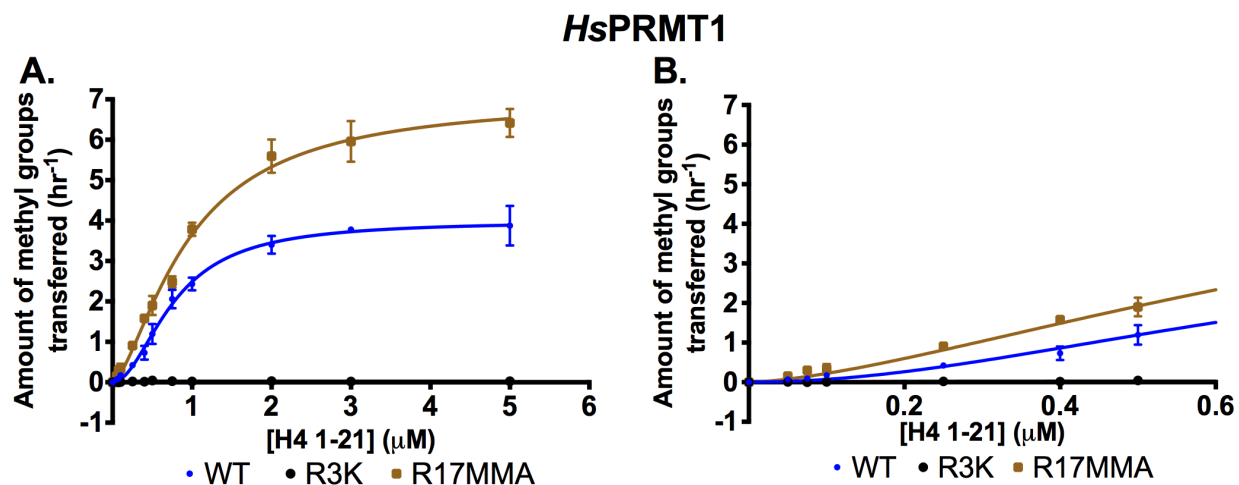 HsPRMT1
A.
Amount of methyl groups
transferred (hr-1)
7
6
5
4
3
2
1
0
-1
1 2 3 4 5 6
[H4 1-21] (μM)
WT R3K R17MMA
B.
Amount of methyl groups
transferred (hr-1)
7
6
5
4
3
2
1
0
-1
0.2 0.4 0.6
[H4 1-21] (μM)
WT R3K R17MMA